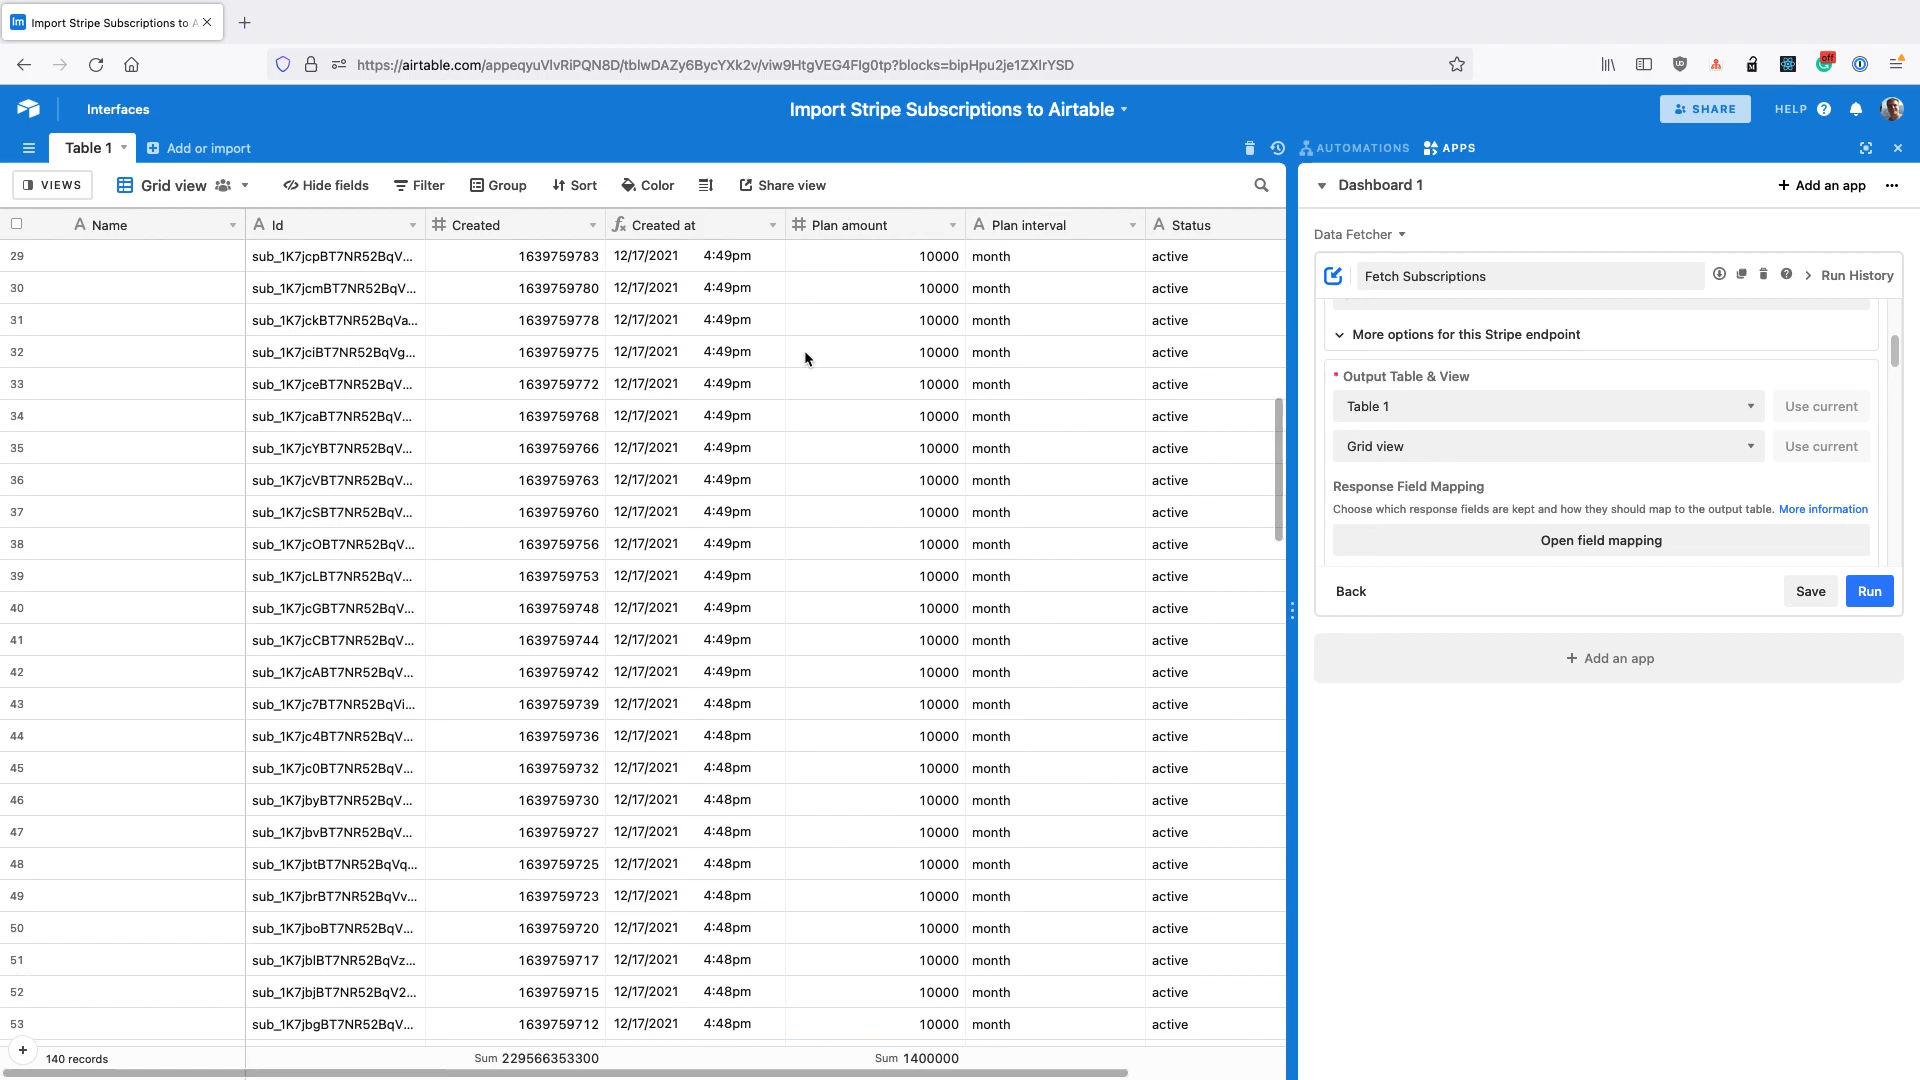 Im Import Stripe Subscriptions to A
https://airtable.com/appeqyuVlvRiPQN8D/tblwDAZy6BycYXk2v/viw9HtgVEG4FIg0tp?blocks=bipHpu2je1ZXlrYSD
off
Interfaces
Import Stripe Subscriptions to Airtable
SHARE
HELP
Table 1
Add or import
AUTOMATIONS
APPS
VIEWS
Grid view
Hide fields
Filter
Group
Sort
Color
Share view
Name Id Created Created at Plan amount Plan interval Status
29 sub_1K7jcpBT7NR52BqV... 1639759783 12/17/2021 4:49pm 10000 month active
30 sub_1K7jcmBT7NR52BqV... 1639759780 12/17/2021 4:49pm 10000 month active
31 sub_1K7jckBT7NR52BqVa... 1639759778 12/17/2021 4:49pm 10000 month active
32 sub_1K7jciBT7NR52BqVg... 1639759775 12/17/2021 4:49pm 10000 month active
33 sub_1K7jceBT7NR52BqV... 1639759772 12/17/2021 4:49pm 10000 month active
34 sub_1K7jcaBT7NR52BqV... 1639759768 12/17/2021 4:49pm 10000 month active
35 sub_1K7jcYBT7NR52BqV... 1639759766 12/17/2021 4:49pm 10000 month active
36 sub_1K7jcVBT7NR52BqV... 1639759763 12/17/2021 4:49pm 10000 month active
37 sub_1K7jcSBT7NR52BqV... 1639759760 12/17/2021 4:49pm 10000 month active
38 sub_1K7jcOBT7NR52BqV... 1639759756 12/17/2021 4:49pm 10000 month active
39 sub_1K7jcLBT7NR52BqV... 1639759753 12/17/2021 4:49pm 10000 month active
40 sub_1K7jcGBT7NR52BqV... 1639759748 12/17/2021 4:49pm 10000 month active
41 sub_1K7jcCBT7NR52BqV... 1639759744 12/17/2021 4:49pm 10000 month active
42 sub_1K7jcABT7NR52BqV... 1639759742 12/17/2021 4:49pm 10000 month active
43 sub_1K7jc7BT7NR52BqVi... 1639759739 12/17/2021 4:48pm 10000 month active
44 sub_1K7jc4BT7NR52BqV... 1639759736 12/17/2021 4:48pm 10000 month active
45 sub_1K7jc0BT7NR52BqV... 1639759732 12/17/2021 4:48pm 10000 month active
46 sub_1K7jbyBT7NR52BqV... 1639759730 12/17/2021 4:48pm 10000 month active
47 sub_1K7jbvBT7NR52BqV... 1639759727 12/17/2021 4:48pm 10000 month active
48 sub_1K7jbtBT7NR52BqVq... 1639759725 12/17/2021 4:48pm 10000 month active
49 sub_1K7jbrBT7NR52BqVv... 1639759723 12/17/2021 4:48pm 10000 month active
50 sub_1K7jboBT7NR52BqV... 1639759720 12/17/2021 4:48pm 10000 month active
51 sub_1K7jblBT7NR52BqVz... 1639759717 12/17/2021 4:48pm 10000 month active
52 sub_1K7jbjBT7NR52BqV2... 1639759715 12/17/2021 4:48pm 10000 month active
53 sub_1K7jbgBT7NR52BqV... 1639759712 12/17/2021 4:48pm 10000 month active
140 records Sum 229566353300 Sum 1400000
Dashboard 1
Add an app
Data Fetcher
Fetch Subscriptions
Run History
More options for this Stripe endpoint
* Output Table & View
Table 1
Use current
Grid view
Use current
Response Field Mapping
Choose which response fields are kept and how they should map to the output table. More information
Open field mapping
Back
Save
Run
Add an app